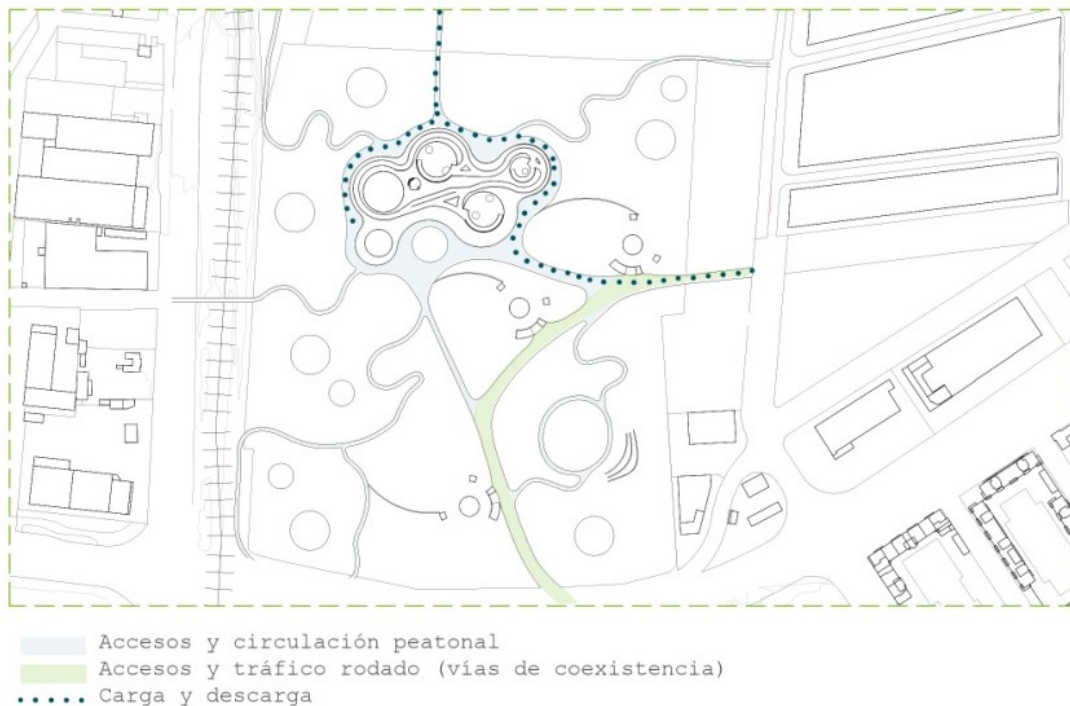 Accesos y circulación peatonal
Accesos y tráfico rodado (vías de coexistencia)
Carga y descarga